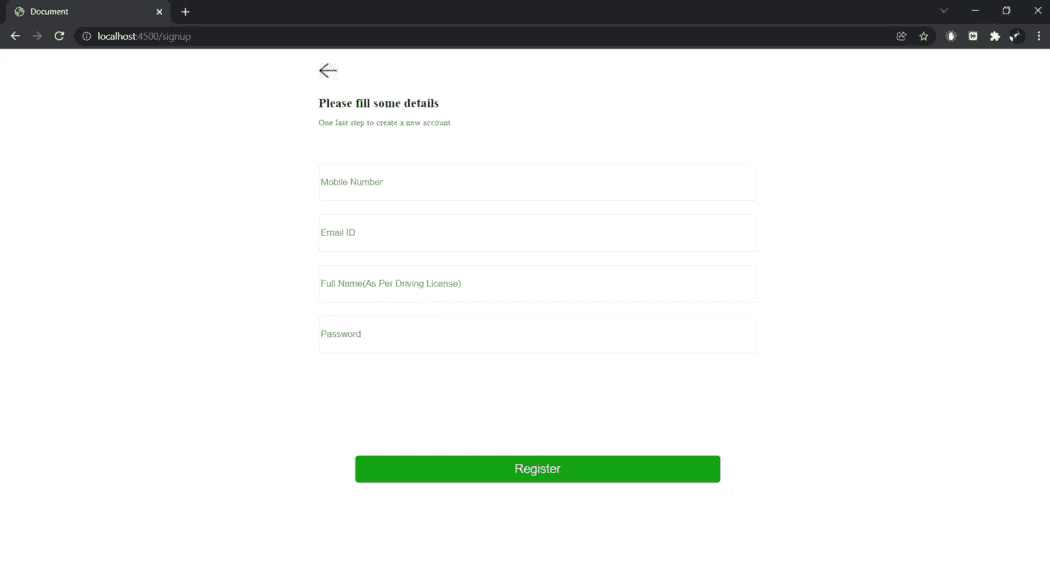 Document
localhost:4500/signup
Please fill some details
One last step to create a new account
Mobile Number
Email ID
Full Name(As Per Driving License)
Password
Register